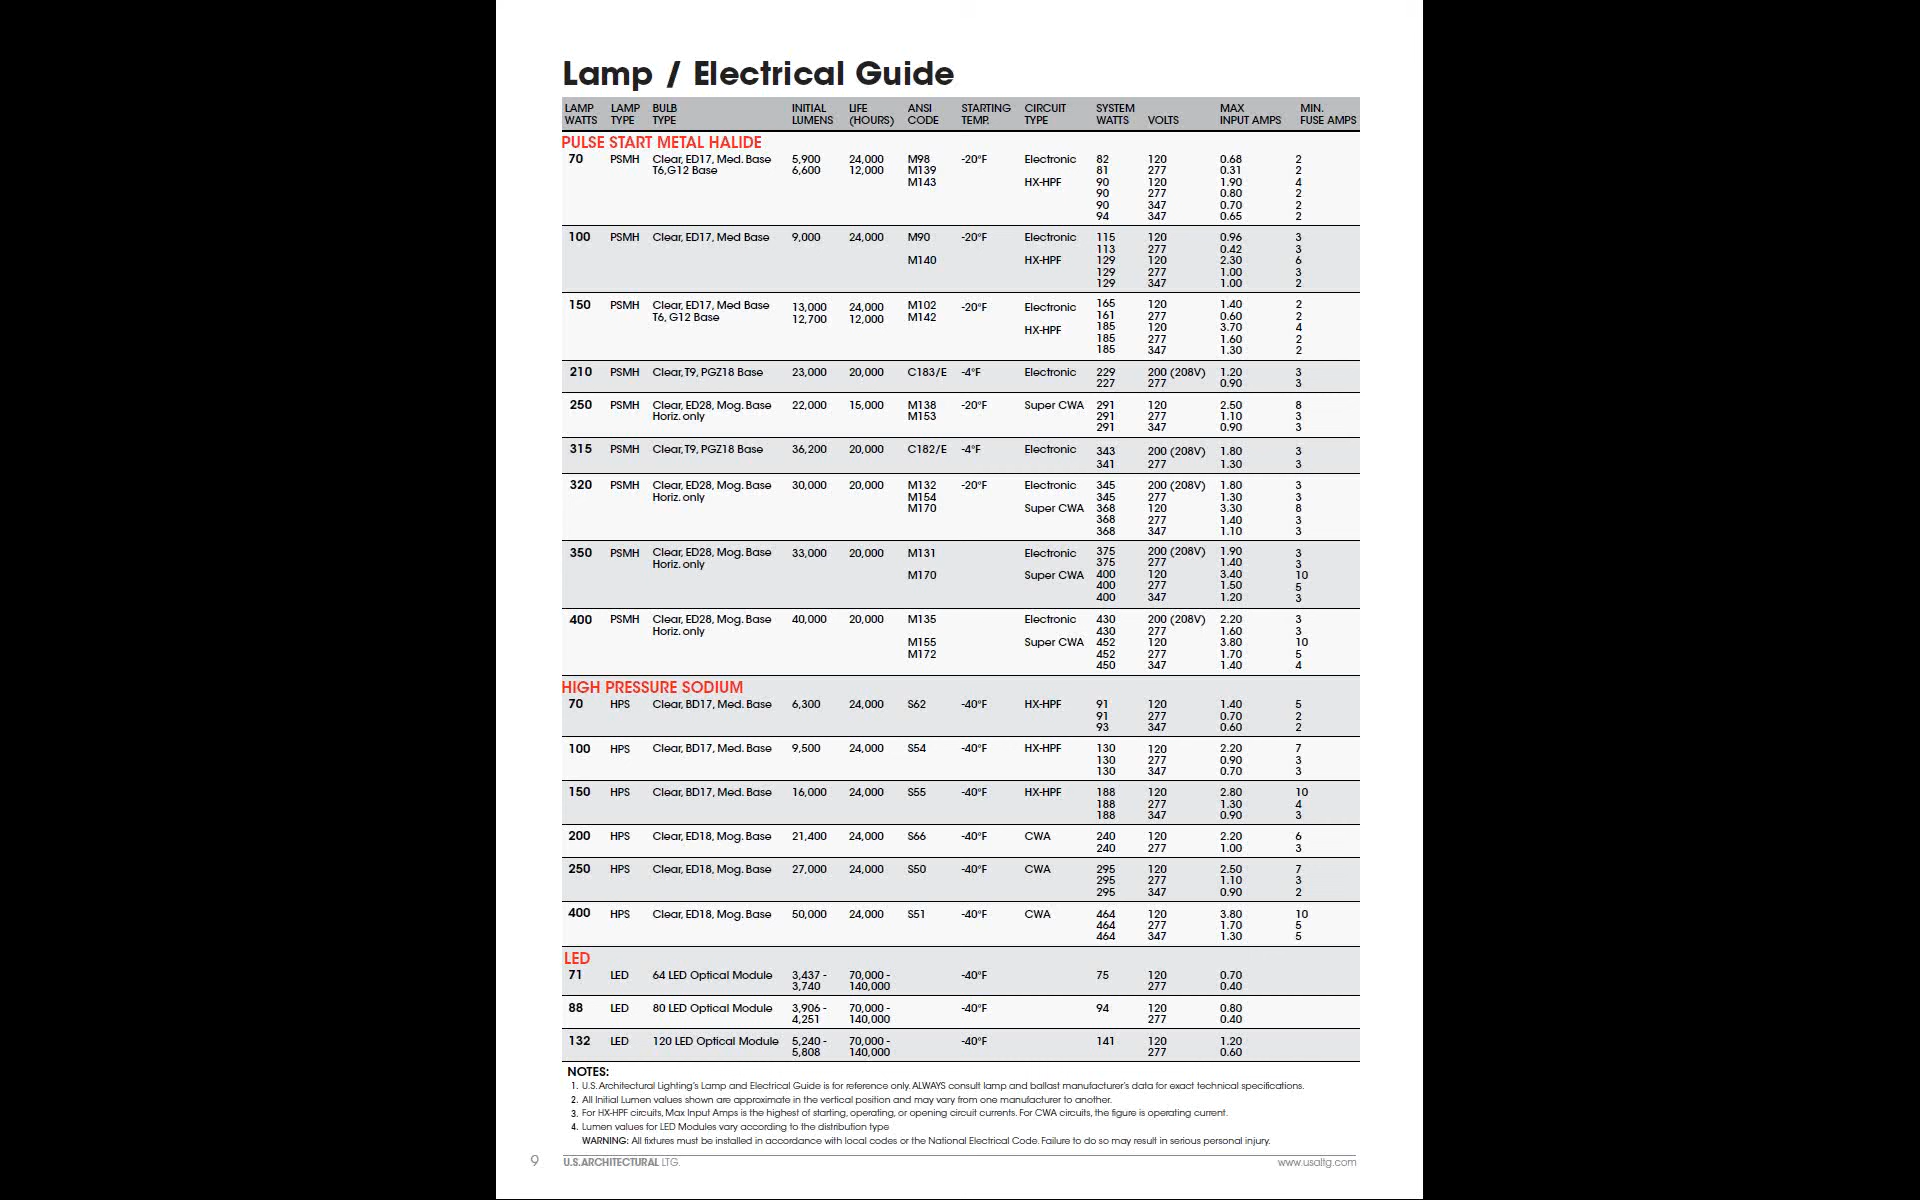 Lamp / Electrical Guide
LAMP LAMP BULB INITIAL LIFE ANSI STARTING CIRCUIT SYSTEM MAX MIN.
WATTS TYPE TYPE LUMENS (HOURS) CODE TEMP. TYPE WATTS VOLTS INPUT AMPS FUSE AMPS
PULSE START METAL HALIDE
70 PSMH Clear, ED17, Med. Base 5,900 24,000 M98 -20°F Electronic 82 120 0.68 2
T6,G12 Base 6,600 12,000 M139 81 277 0.31 2
M143 HX-HPF 90 120 1.90 4
90 277 0.80 2
90 347 0.70 2
94 347 0.65 2
100 PSMH Clear, ED17, Med Base 9,000 24,000 M90 -20°F Electronic 115 120 0.96 3
113 277 0.42 3
M140 HX-HPF 129 120 2.30 6
129 277 1.00 3
129 347 1.00 2
150 PSMH Clear, ED17, Med Base 13,000 24,000 M102 -20°F Electronic 165 120 1.40 2
T6, G12 Base 12,700 12,000 M142 161 277 0.60 2
HX-HPF 185 120 3.70 4
185 277 1.60 2
185 347 1.30 2
210 PSMH Clear, T9, PGZ18 Base 23,000 20,000 C183/E -4°F Electronic 229 200 (208V) 1.20 3
227 277 0.90 3
250 PSMH Clear, ED28, Mog. Base 22,000 15,000 M138 -20°F Super CWA 291 120 2.50 8
Horiz. only M153 291 277 1.10 3
291 347 0.90 3
315 PSMH Clear, T9, PGZ18 Base 36,200 20,000 C182/E -4°F Electronic 343 200 (208V) 1.80 3
341 277 1.30 3
320 PSMH Clear, ED28, Mog. Base 30,000 20,000 M132 -20°F Electronic 345 200 (208V) 1.80 3
Horiz. only M154 345 277 1.30 3
M170 Super CWA 368 120 3.30 8
368 277 1.40 3
368 347 1.10 3
350 PSMH Clear, ED28, Mog. Base 33,000 20,000 M131 Electronic 375 200 (208V) 1.90 3
Horiz. only 375 277 1.40 3
M170 Super CWA 400 120 3.40 10
400 277 1.50 5
400 347 1.20 3
400 PSMH Clear, ED28, Mog. Base 40,000 20,000 M135 Electronic 430 200 (208V) 2.20 3
Horiz. only 430 277 1.60 3
M155 Super CWA 452 120 3.80 10
M172 452 277 1.70 5
450 347 1.40 4
HIGH PRESSURE SODIUM
70 HPS Clear, BD17, Med. Base 6,300 24,000 S62 -40°F HX-HPF 91 120 1.40 5
91 277 0.70 2
93 347 0.60 2
100 HPS Clear, BD17, Med. Base 9,500 24,000 S54 -40°F HX-HPF 130 120 2.20 7
130 277 0.90 3
130 347 0.70 3
150 HPS Clear, BD17, Med. Base 16,000 24,000 S55 -40°F HX-HPF 188 120 2.80 10
188 277 1.30 4
188 347 0.90 3
200 HPS Clear, ED18, Mog. Base 21,400 24,000 S66 -40°F CWA 240 120 2.20 6
240 277 1.00 3
250 HPS Clear, ED18, Mog. Base 27,000 24,000 S50 -40°F CWA 295 120 2.50 7
295 277 1.10 3
295 347 0.90 2
400 HPS Clear, ED18, Mog. Base 50,000 24,000 S51 -40°F CWA 464 120 3.80 10
464 277 1.70 5
464 347 1.30 5
LED
71 LED 64 LED Optical Module 3,437 - 70,000 - -40°F 75 120 0.70
3,740 140,000 277 0.40
88 LED 80 LED Optical Module 3,906 - 70,000 - -40°F 94 120 0.80
4,251 140,000 277 0.40
132 LED 120 LED Optical Module 5,240 - 70,000 - -40°F 141 120 1.20
5,808 140,000 277 0.60
NOTES:
1. U.S. Architectural Lighting's Lamp and Electrical Guide is for reference only. ALWAYS consult lamp and ballast manufacturer's data for exact technical specifications.
2. All Initial Lumen values shown are approximate in the vertical position and may vary from one manufacturer to another.
3. For HX-HPF circuits, Max Input Amps is the highest of starting, operating, or opening circuit currents. For CWA circuits, the figure is operating current.
4. Lumen values for LED Modules vary according to the distribution type
WARNING: All fixtures must be installed in accordance with local codes or the National Electrical Code. Failure to do so may result in serious personal injury.
9 U.S. ARCHITECTURAL LTG. www.usaltg.com